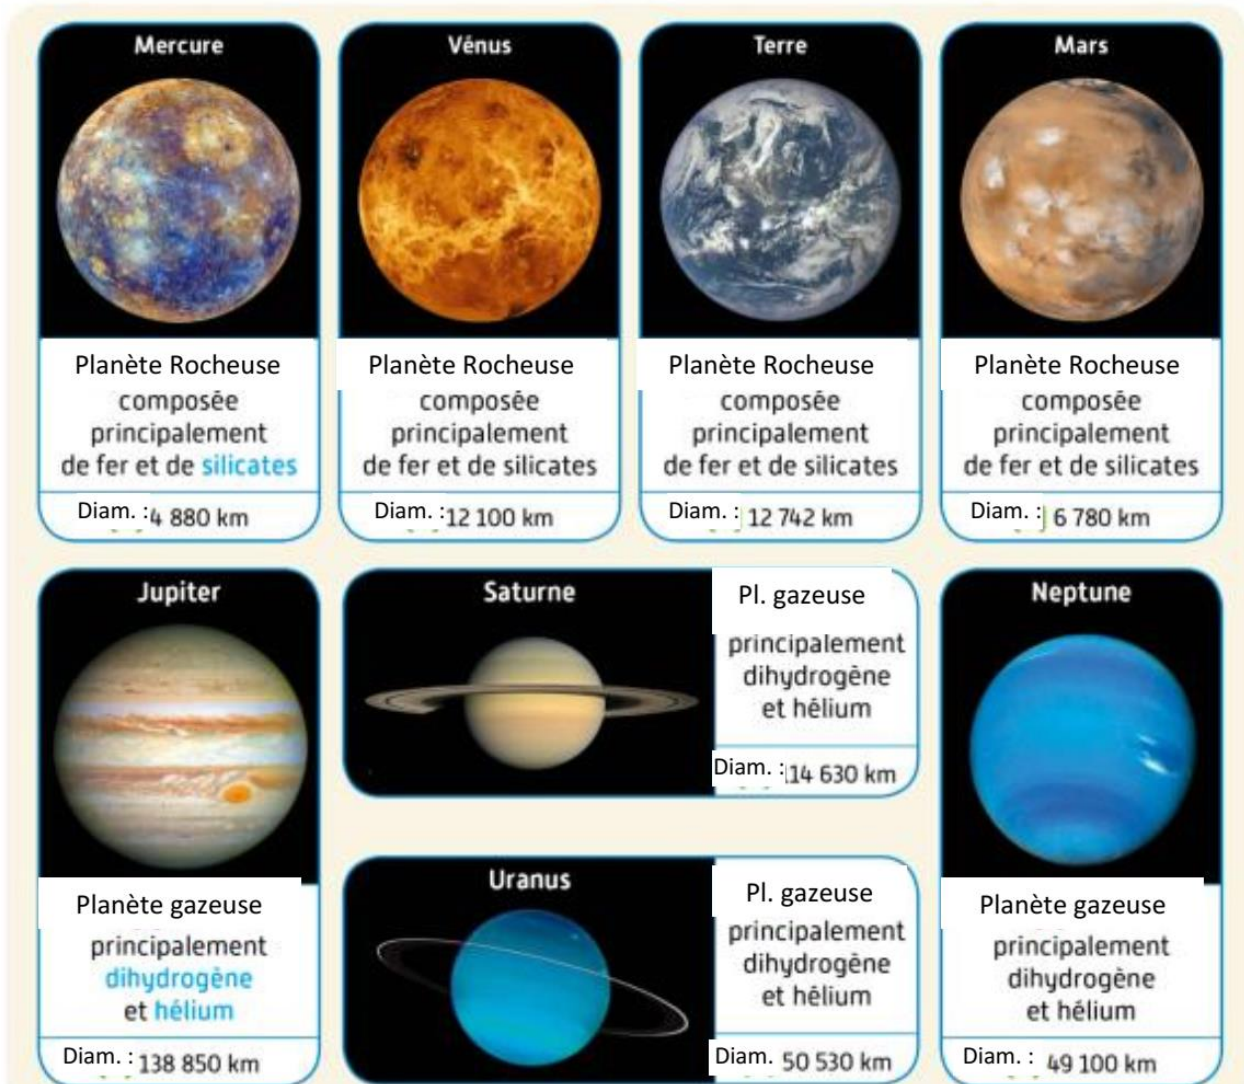 Mercure
Planète Rocheuse
composée
principalement
de fer et de silicates
Diam. : 4 880 km
Vénus
Planète Rocheuse
composée
principalement
de fer et de silicates
Diam. : 12 100 km
Terre
Planète Rocheuse
composée
principalement
de fer et de silicates
Diam. : 12 742 km
Mars
Planète Rocheuse
composée
principalement
de fer et de silicates
Diam. : 6 780 km
Jupiter
Planète gazeuse
principalement
dihydrogène
et hélium
Diam. : 138 850 km
Saturne
Pl. gazeuse
principalement
dihydrogène
et hélium
Diam. : 114 630 km
Uranus
Pl. gazeuse
principalement
dihydrogène
et hélium
Diam. 50 530 km
Neptune
Planète gazeuse
principalement
dihydrogène
et hélium
Diam. : 49 100 km